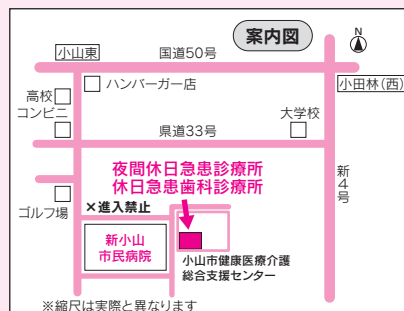 案内図
N
小山東
国道50号
小田林(西)
ハンバーガー店
高校
コンビニ
大学校
県道33号
夜間休日急患診療所
休日急患歯科診療所
新4号
ゴルフ場
×進入禁止
新小山
市民病院
小山市健康医療介護
総合支援センター
※縮尺は実際と異なります